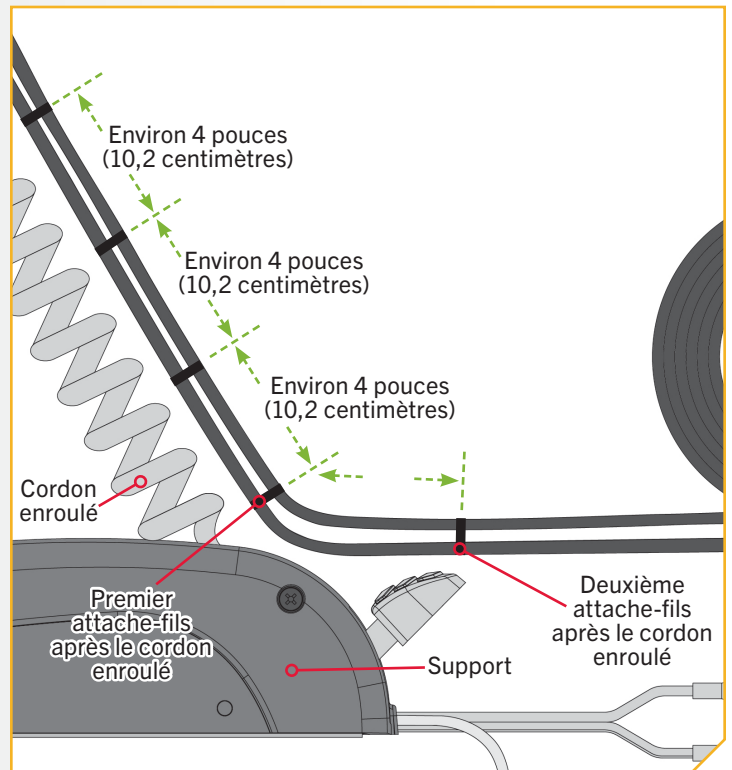 Environ 4 pouces
(10,2 centimètres)
Environ 4 pouces
(10,2 centimètres)
Environ 4 pouces
(10,2 centimètres)
Cordon
enroulé
Premier
attache-fils
après le cordon
enroulé
Deuxième
attache-fils
après le cordon
enroulé
Support